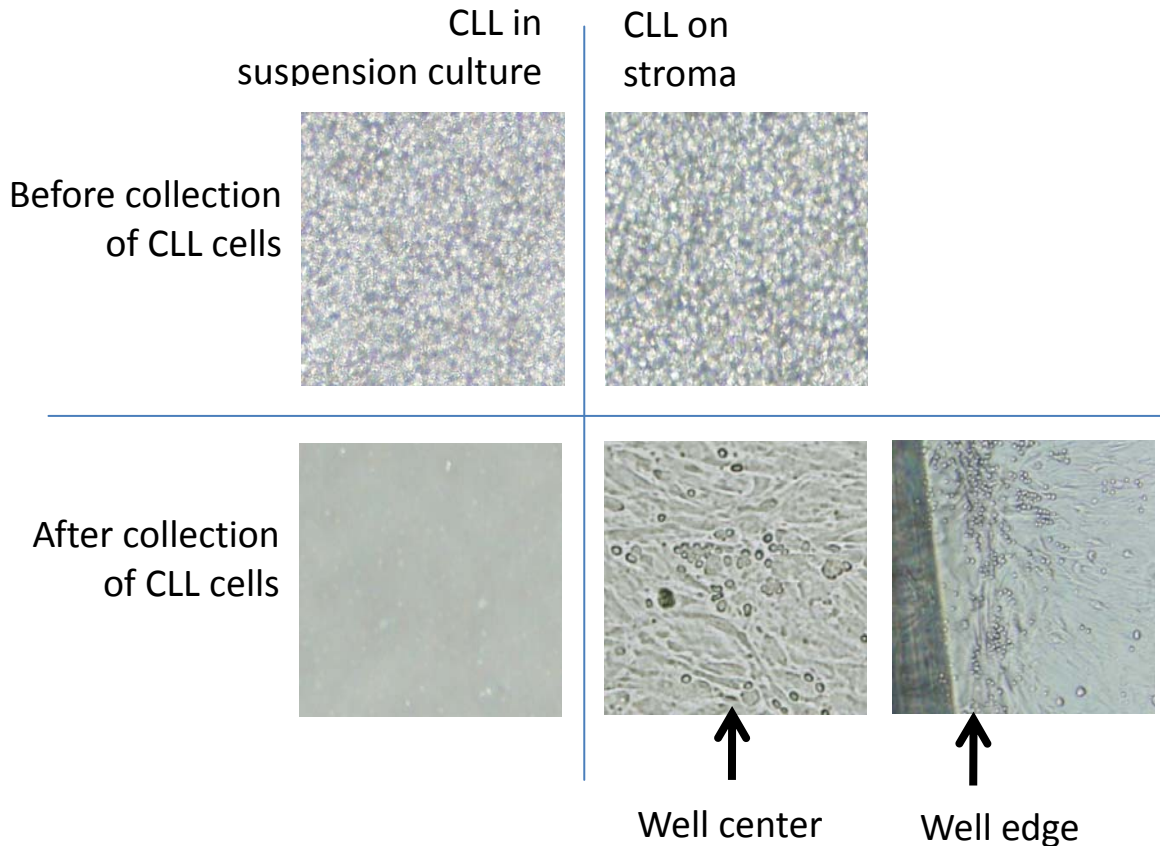 CLL in
suspension culture
CLL on
stroma
Before collection
of CLL cells
After collection
of CLL cells
Well center
Well edge